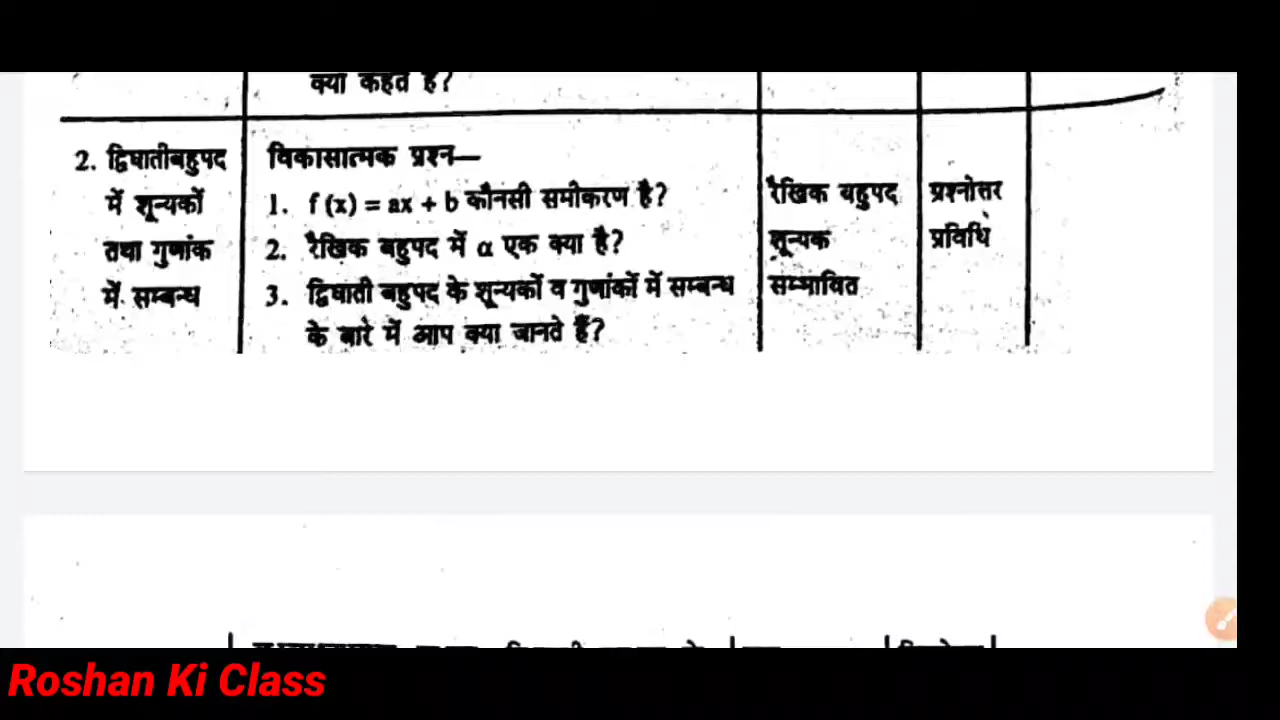 क्या कहते है?
2. द्विघातीबहुपद
में शून्यकों
तथा गुणांक
में सम्बन्ध
विकासात्मक प्रश्न—
1. f (x) = ax + b कौनसी समीकरण है?
2. रैखिक बहुपद में α एक क्या है?
3. द्विघाती बहुपद के शून्यकों व गुणांकों में सम्बन्ध
के बारे में आप क्या जानते हैं?
रैखिक बहुपद
शून्यक
सम्भावित
प्रश्नोत्तर
प्रविधि
Roshan Ki Class